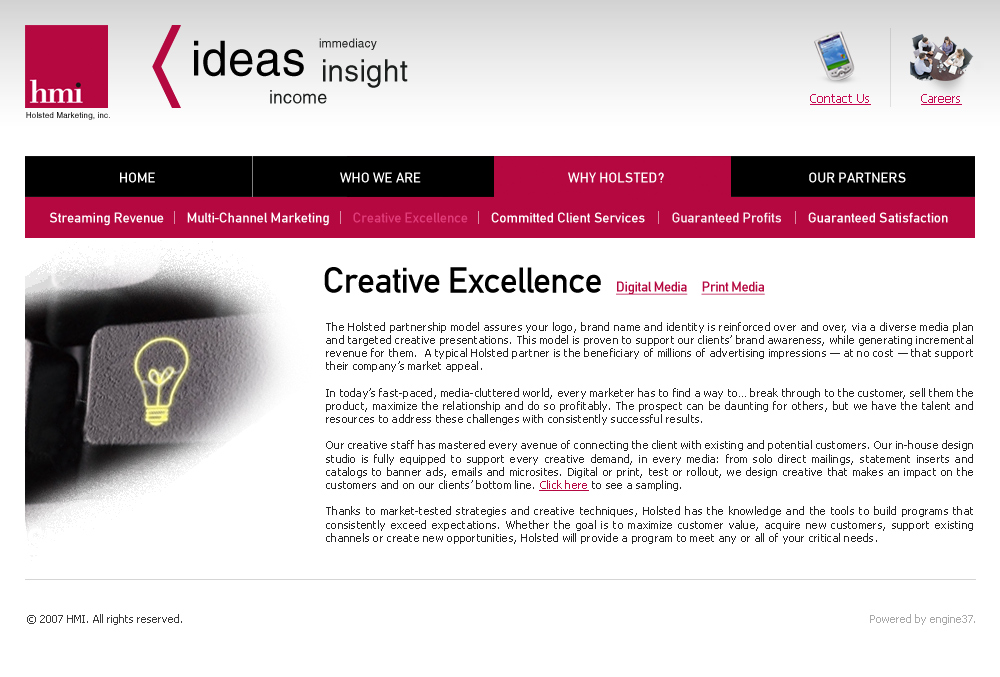 hmi
Holsted Marketing, inc.
ideas
immediacy
insight
income
Contact Us
Careers
HOME
WHO WE ARE
WHY HOLSTED?
OUR PARTNERS
Streaming Revenue
Multi-Channel Marketing
Creative Excellence
Committed Client Services
Guaranteed Profits
Guaranteed Satisfaction
Creative Excellence
Digital Media
Print Media
The Holsted partnership model assures your logo, brand name and identity is reinforced over and over, via a diverse media plan
and targeted creative presentations. This model is proven to support our clients' brand awareness, while generating incremental
revenue for them. A typical Holsted partner is the beneficiary of millions of advertising impressions — at no cost — that support
their company's market appeal.
In today's fast-paced, media-cluttered world, every marketer has to find a way to... break through to the customer, sell them the
product, maximize the relationship and do so profitably. The prospect can be daunting for others, but we have the talent and
resources to address these challenges with consistently successful results.
Our creative staff has mastered every avenue of connecting the client with existing and potential customers. Our in-house design
studio is fully equipped to support every creative demand, in every media: from solo direct mailings, statement inserts and
catalogs to banner ads, emails and microsites. Digital or print, test or rollout, we design creative that makes an impact on the
customers and on our clients' bottom line. Click here to see a sampling.
Thanks to market-tested strategies and creative techniques, Holsted has the knowledge and the tools to build programs that
consistently exceed expectations. Whether the goal is to maximize customer value, acquire new customers, support existing
channels or create new opportunities, Holsted will provide a program to meet any or all of your critical needs.
© 2007 HMI. All rights reserved.
Powered by engine37.